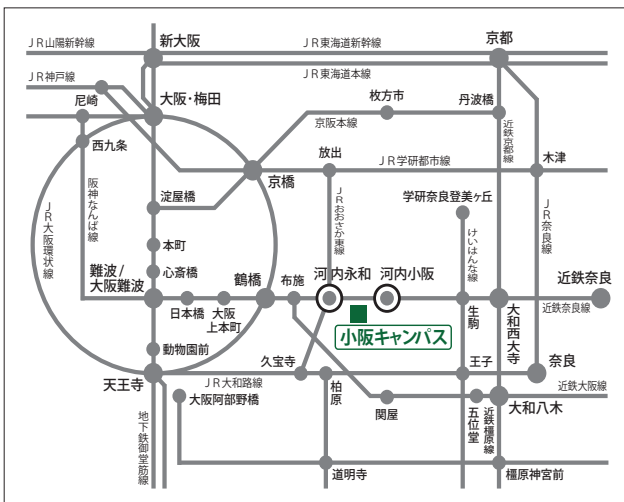 新大阪
京都
JR山陽新幹線
JR東海道新幹線
JR神戸線
JR東海道本線
尼崎
大阪・梅田
枚方市
丹波橋
京阪本線
近鉄京都線
西九条
放出
JR学研都市線
木津
京橋
阪神なんば線
淀屋橋
JRおおさか東線
学研奈良登美ヶ丘
JR奈良線
JR大阪環状線
本町
けいはんな線
難波/
大阪難波
心斎橋
鶴橋
布施
河内永和
河内小阪
近鉄奈良
日本橋
大阪
上本町
生駒
大和西大寺
近鉄奈良線
小阪キャンパス
動物園前
久宝寺
王子
奈良
天王寺
JR大和路線
柏原
近鉄大阪線
大阪阿部野橋
関屋
五位堂
近鉄橿原線
大和八木
地下鉄御堂筋線
道明寺
橿原神宮前